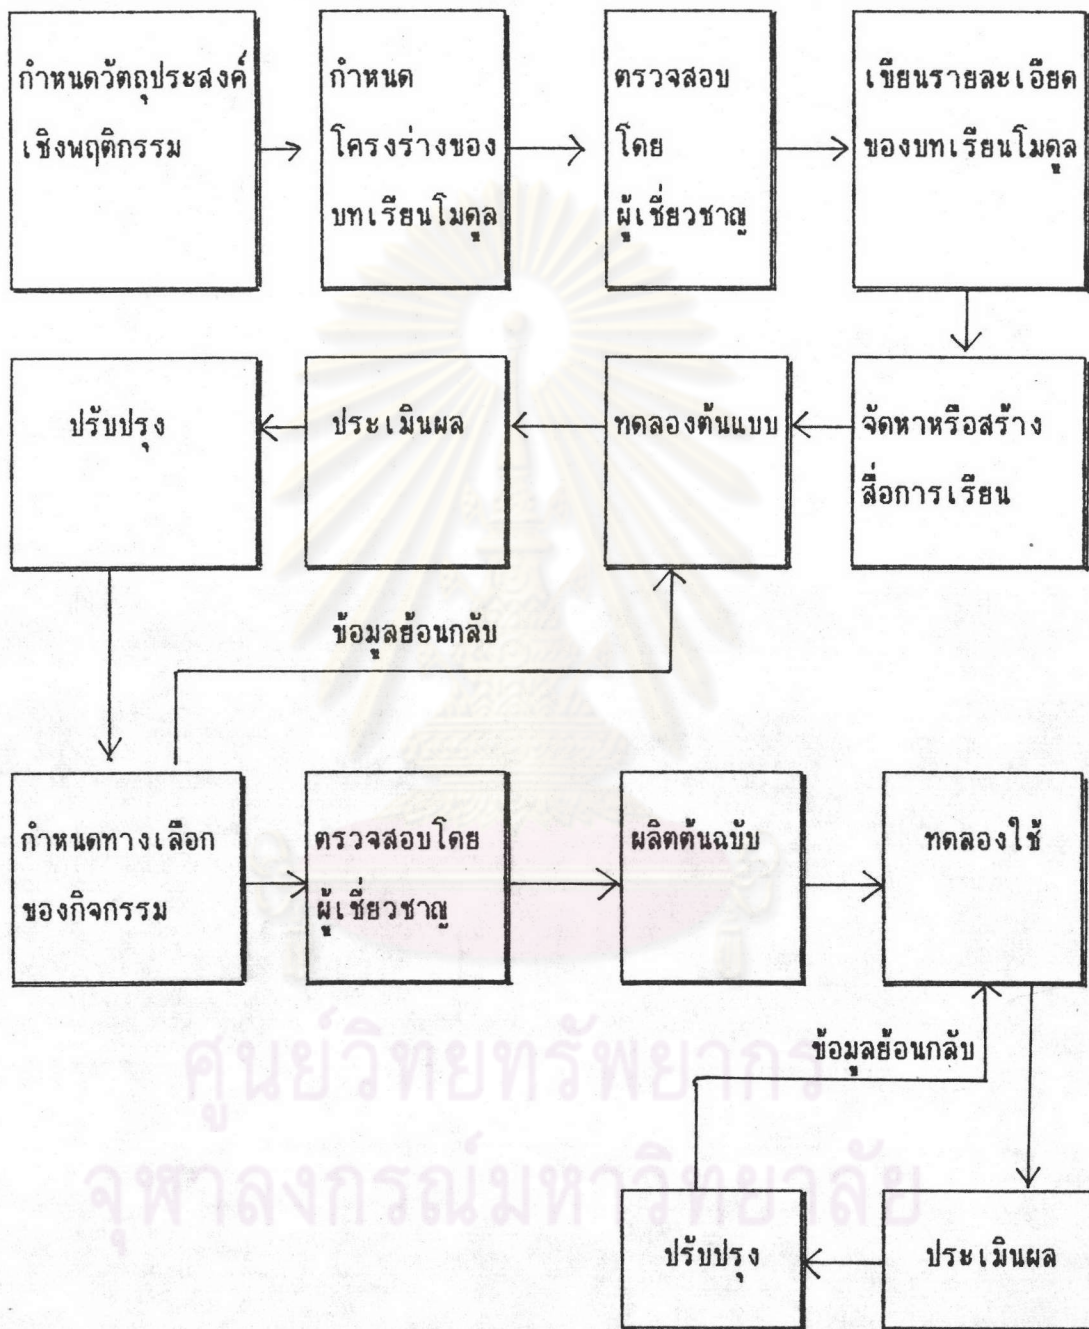 กำหนดวัตถุประสงค์
เชิงพฤติกรรม
กำหนด
โครงร่างของ
บทเรียนโมดูล
ตรวจสอบ
โดย
ผู้เชี่ยวชาญ
เขียนรายละเอียด
ของบทเรียนโมดูล
จัดหาหรือสร้าง
สื่อการเรียน
ทดลองต้นแบบ
ประเมินผล
ปรับปรุง
ข้อมูลย้อนกลับ
กำหนดทางเลือก
ของกิจกรรม
ตรวจสอบโดย
ผู้เชี่ยวชาญ
ผลิตต้นฉบับ
ทดลองใช้
ข้อมูลย้อนกลับ
ประเมินผล
ปรับปรุง
ศูนย์วิทยทรัพยากร
จุฬาลงกรณ์มหาวิทยาลัย